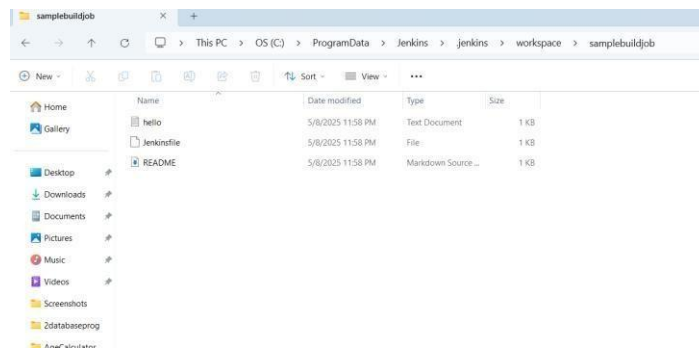 samplebuildjob
This PC > OS (C:) > ProgramData > Jenkins > .jenkins > workspace > samplebuildjob
New Sort View ...
Name Date modified Type Size
hello 5/8/2025 11:58 PM Text Document 1 KB
Jenkinsfile 5/8/2025 11:58 PM File 1 KB
README 5/8/2025 11:58 PM Markdown Source ... 1 KB
Home
Gallery
Desktop
Downloads
Documents
Pictures
Music
Videos
Screenshots
2databaseprog
AgeCalculator